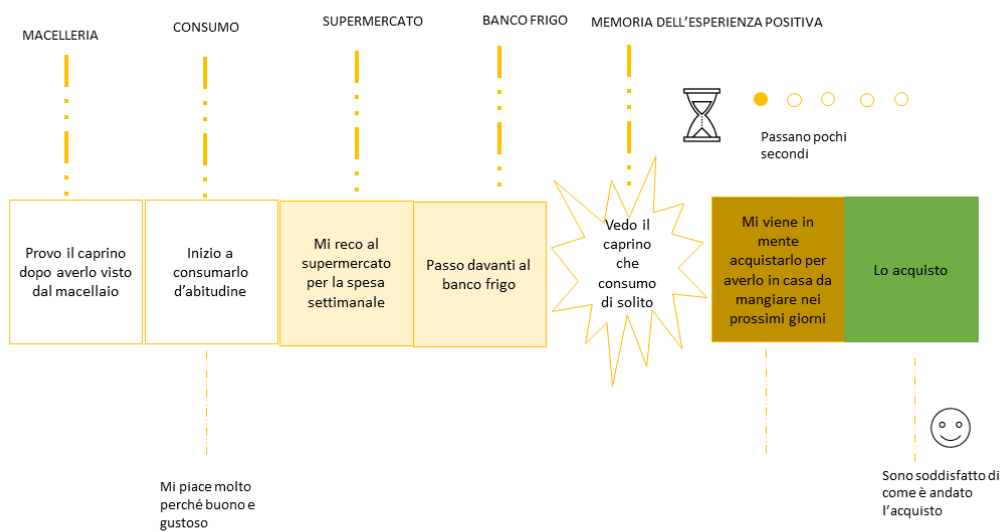 MACELLERIA
CONSUMO
SUPERMERCATO
BANCO FRIGO
MEMORIA DELL'ESPERIENZA POSITIVA
Passano pochi
secondi
Provo il caprino
dopo averlo visto
dal macellaio
Inizio a
consumarlo
d'abitudine
Mi reco al
supermercato
per la spesa
settimanale
Passo davanti al
banco frigo
Vedo il
caprino
che
consumo
di solito
Mi viene in
mente
acquistarlo per
averlo in casa da
mangiare nei
prossimi giorni
Lo acquisto
Mi piace molto
perché buono e
gustoso
Sono soddisfatto di
come è andato
l'acquisto